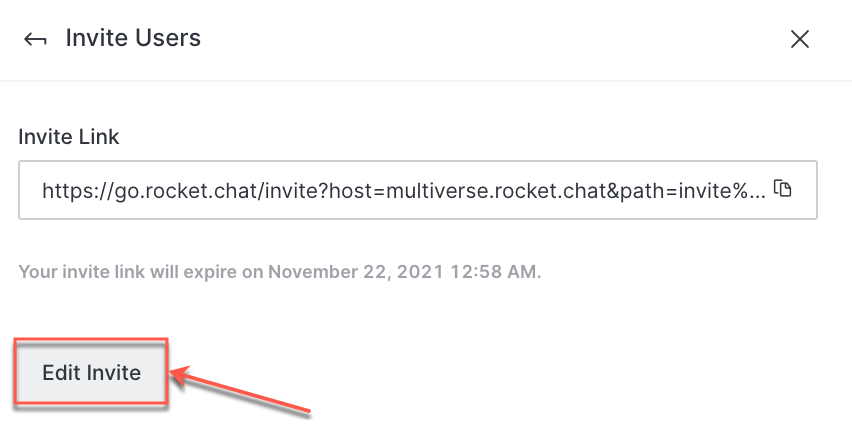 Invite Users
Invite Link
https://go.rocket.chat/invite?host=multiverse.rocket.chat&path=invite%...
Your invite link will expire on November 22, 2021 12:58 AM.
Edit Invite